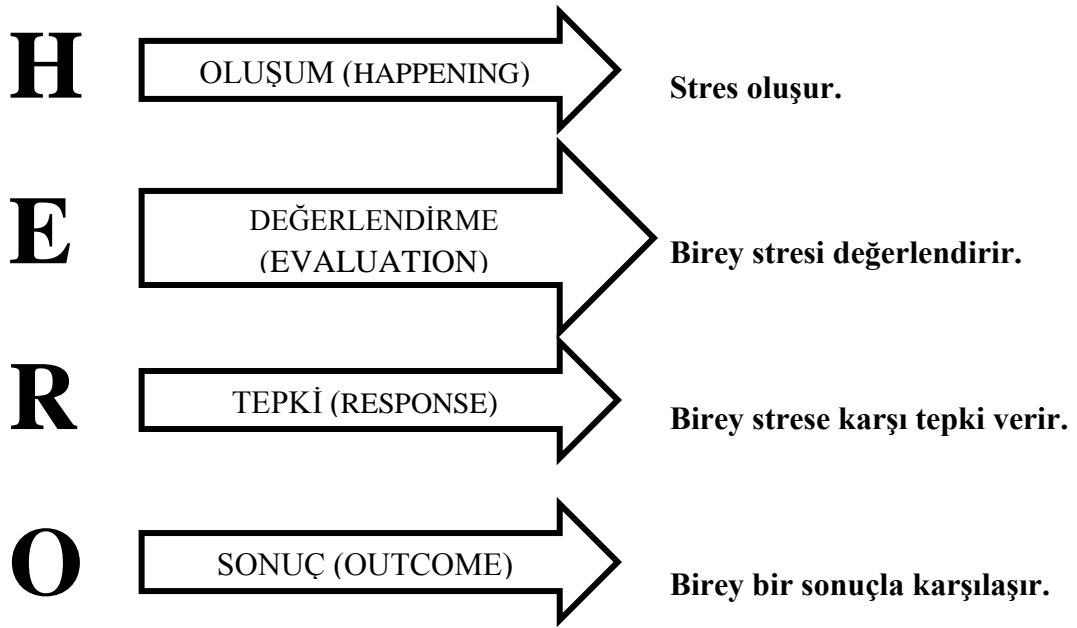 H
OLUŞUM (HAPPENING)
Stres oluşur.
E
DEĞERLENDİRME
(EVALUATION)
Birey stresi değerlendirir.
R
TEPKİ (RESPONSE)
Birey strese karşı tepki verir.
O
SONUÇ (OUTCOME)
Birey bir sonuçla karşılaşır.